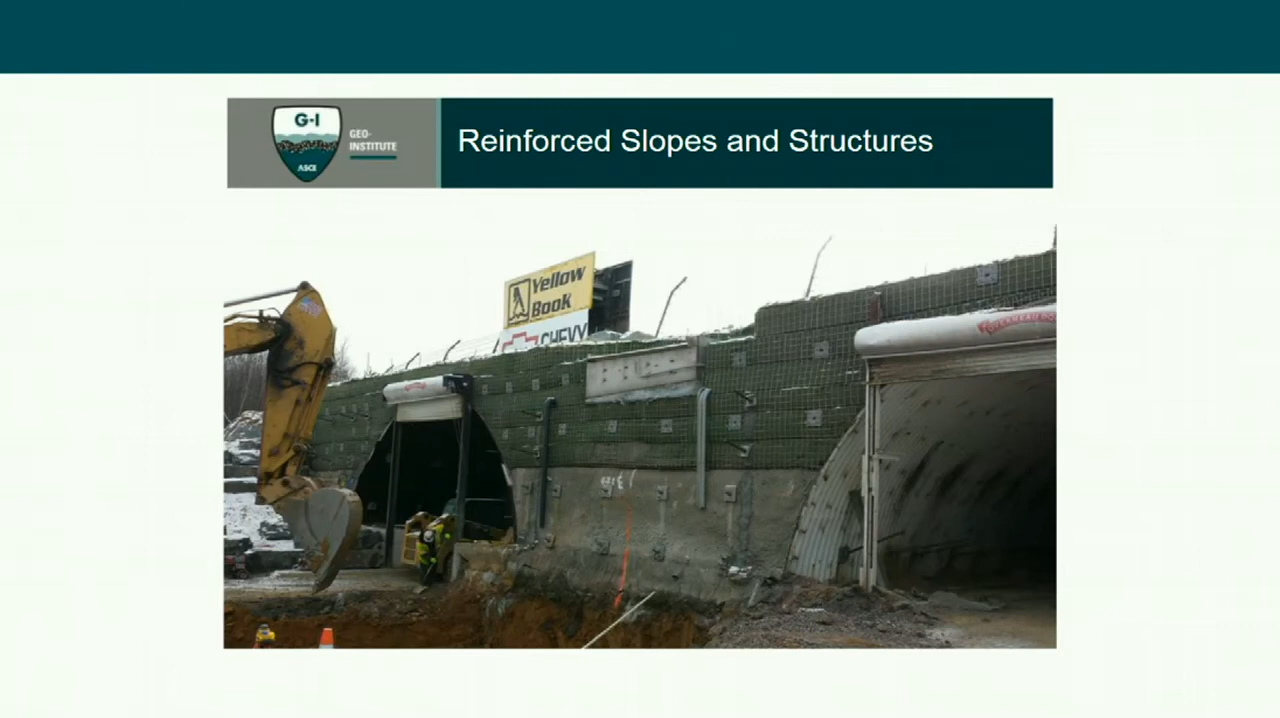 G-I
GEO-
INSTITUTE
ASCE
Reinforced Slopes and Structures
Yellow
Book
CHEVY